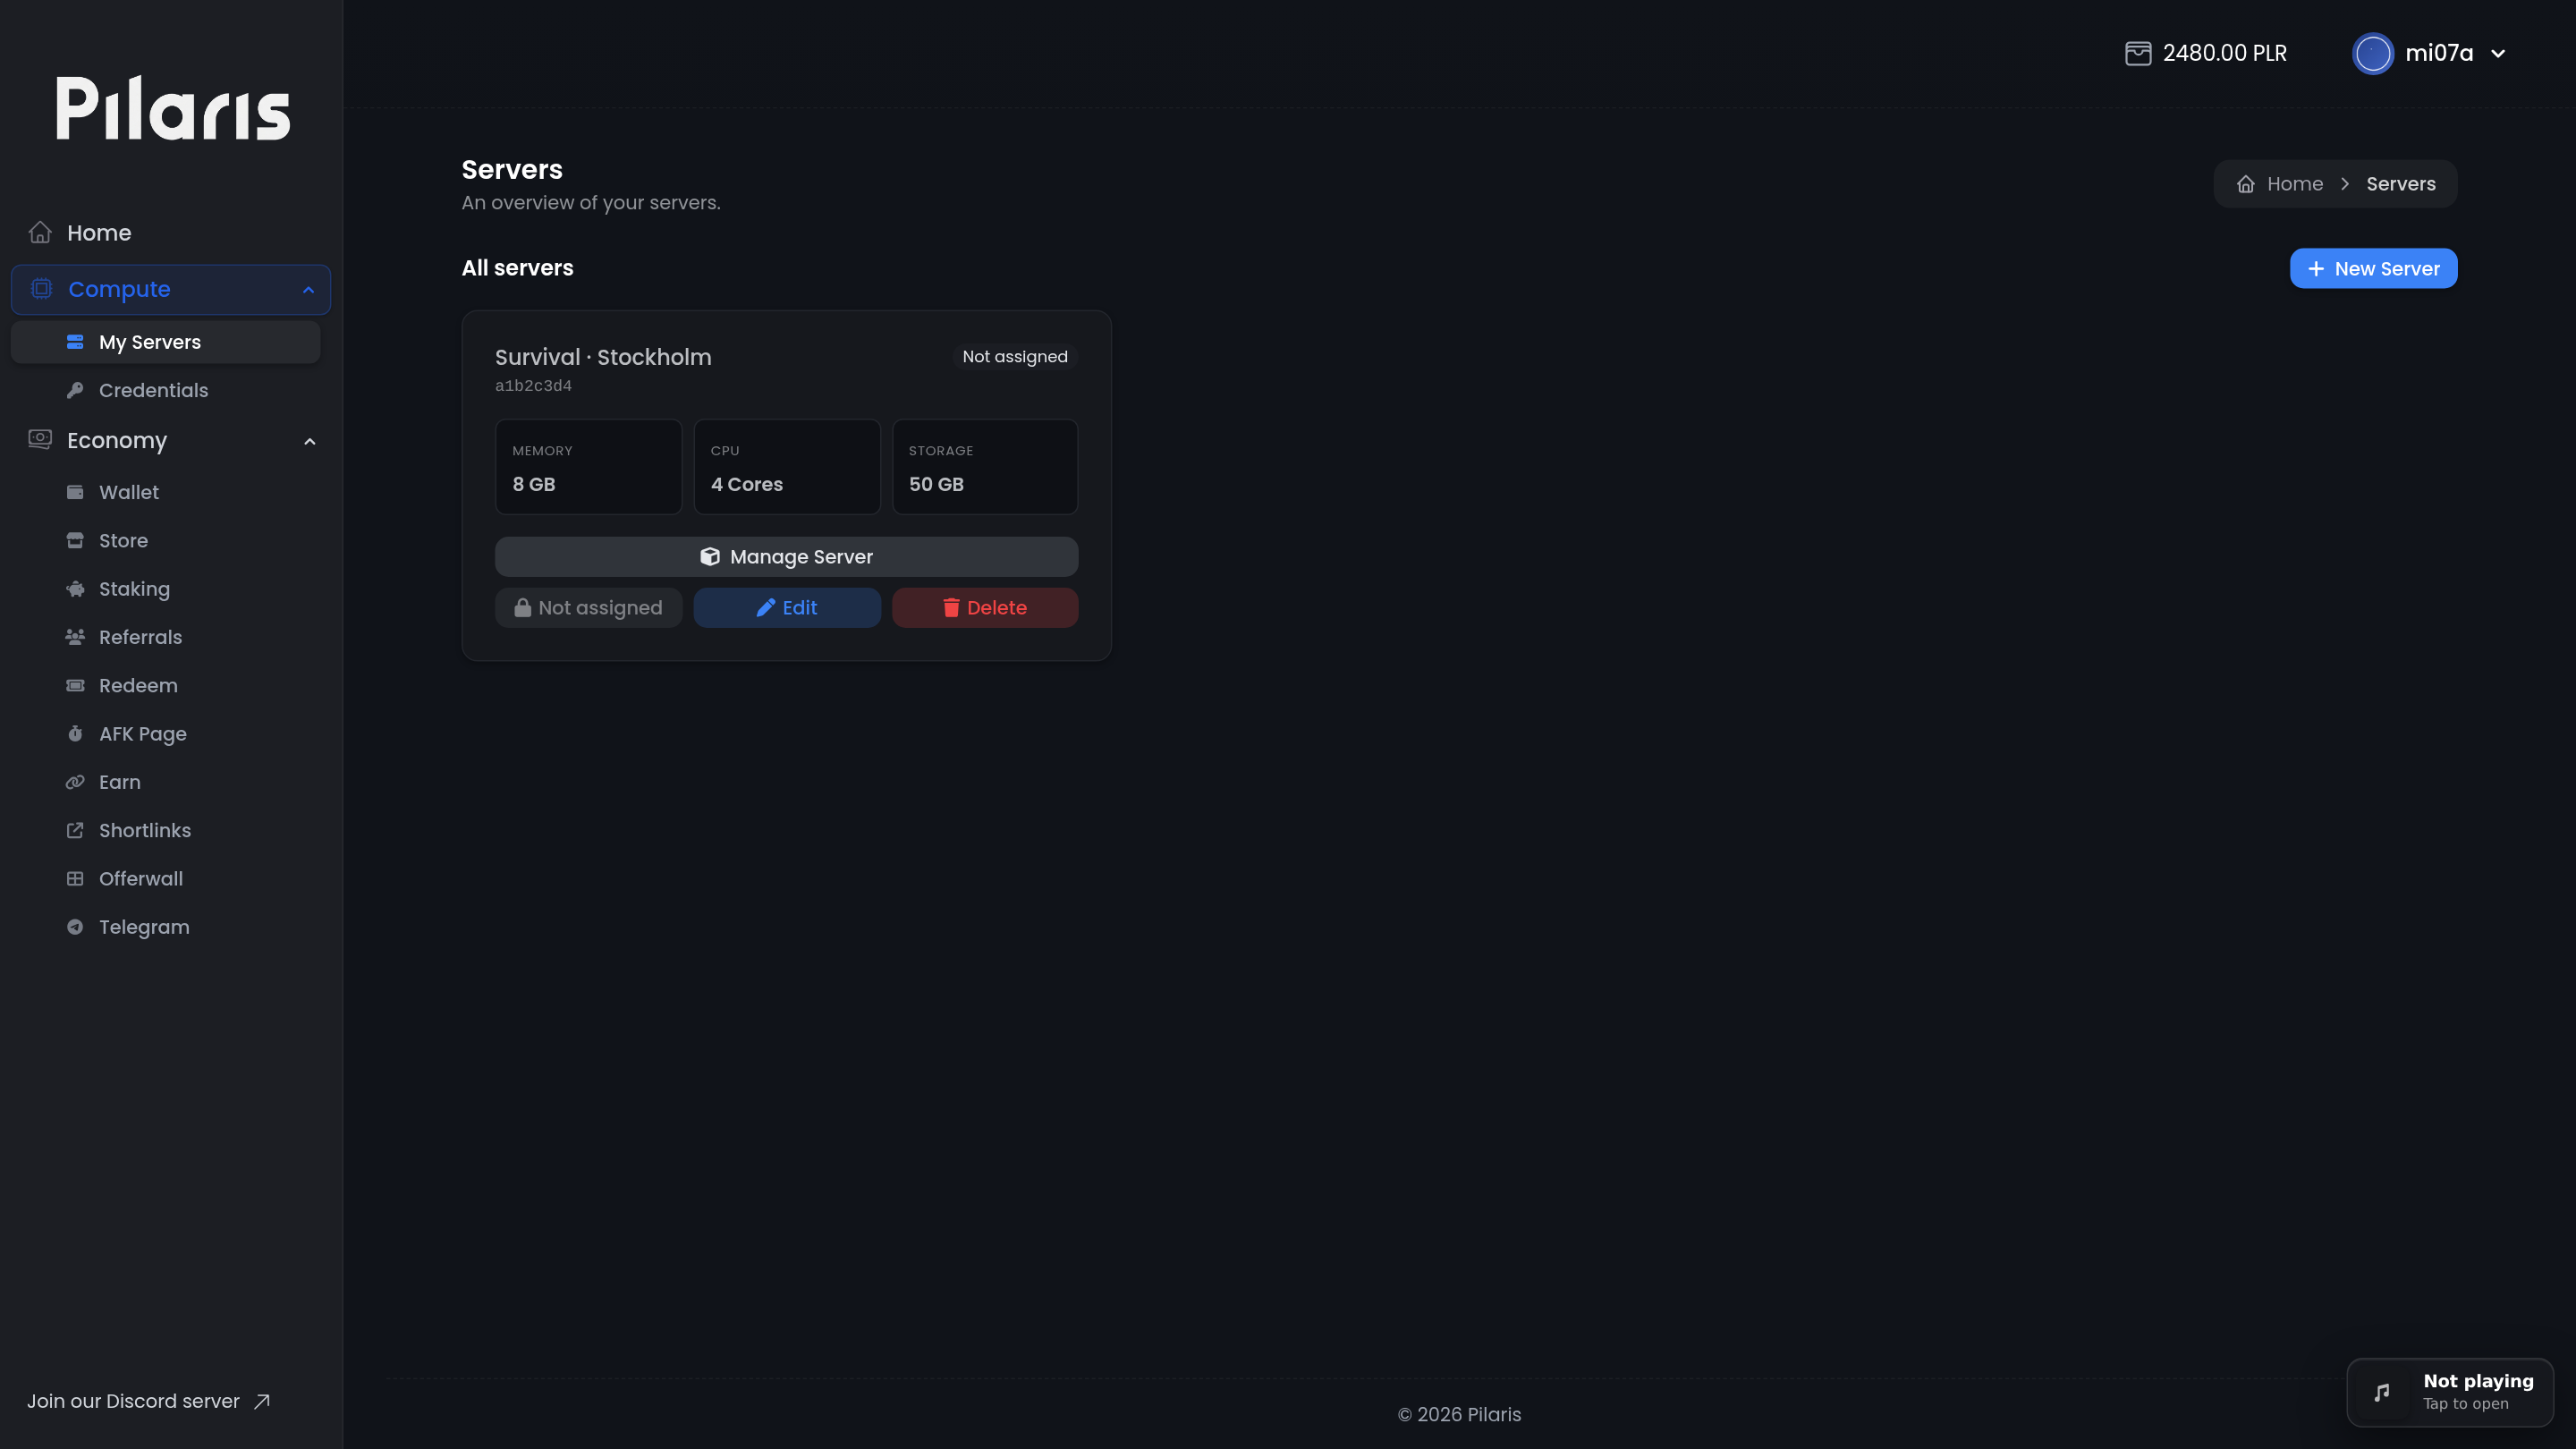 Pilaris
Home
Compute
My Servers
Credentials
Economy
Wallet
Store
Staking
Referrals
Redeem
AFK Page
Earn
Shortlinks
Offerwall
Telegram
Join our Discord server
2480.00 PLR
mi07a
Servers
An overview of your servers.
Home > Servers
All servers
+ New Server
Survival · Stockholm
Not assigned
a1b2c3d4
MEMORY
8 GB
CPU
4 Cores
STORAGE
50 GB
Manage Server
Not assigned
Edit
Delete
© 2026 Pilaris
Not playing
Tap to open